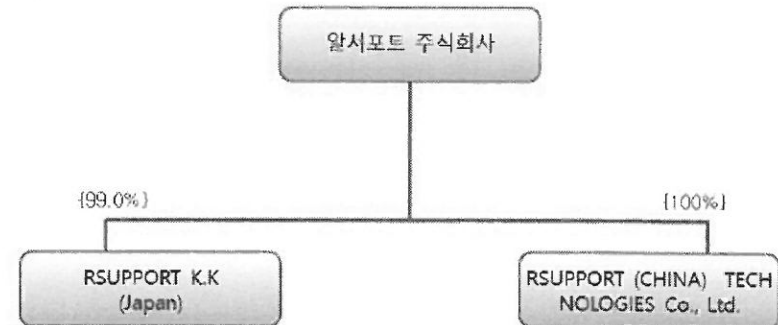 알서포트 주식회사
{99.0%}
{100%}
RSUPPORT K.K
(Japan)
RSUPPORT (CHINA) TECH
NOLOGIES Co., Ltd.